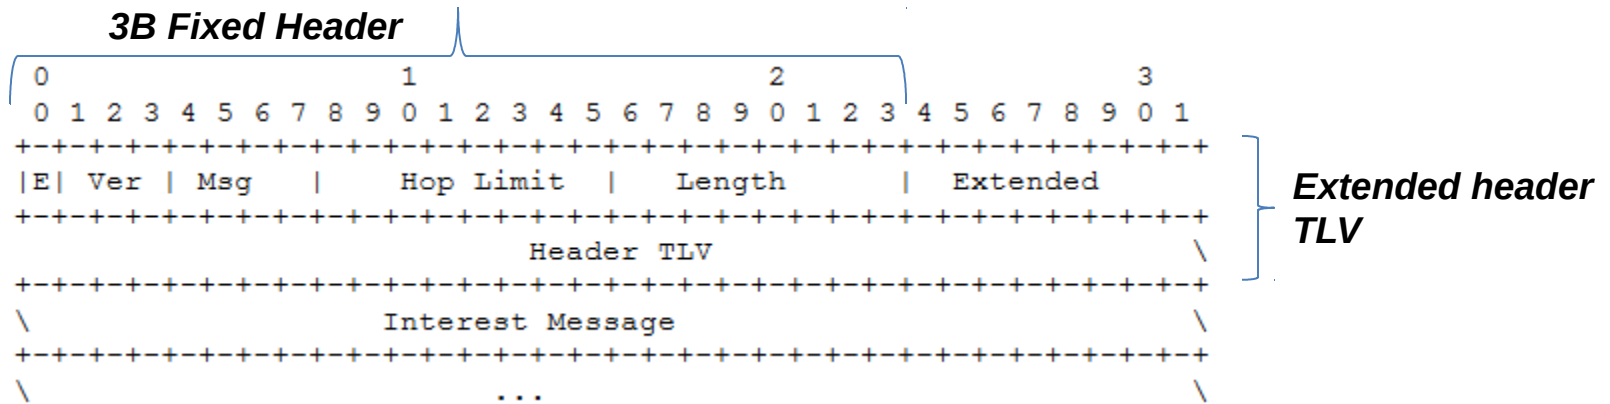 3B Fixed Header
0 1 2 3
0 1 2 3 4 5 6 7 8 9 0 1 2 3 4 5 6 7 8 9 0 1 2 3 4 5 6 7 8 9 0 1
+-+-+-+-+-+-+-+-+-+-+-+-+-+-+-+-+-+-+-+-+-+-+-+-+-+-+-+-+-+-+-+-+
|E| Ver | Msg | Hop Limit | Length | Extended
+-+-+-+-+-+-+-+-+-+-+-+-+-+-+-+-+-+-+-+-+-+-+-+-+-+-+-+-+-+-+-+-+
Header TLV \
+-+-+-+-+-+-+-+-+-+-+-+-+-+-+-+-+-+-+-+-+-+-+-+-+-+-+-+-+-+-+-+-+
\ Interest Message \
+-+-+-+-+-+-+-+-+-+-+-+-+-+-+-+-+-+-+-+-+-+-+-+-+-+-+-+-+-+-+-+-+
\ ... \
Extended header
TLV